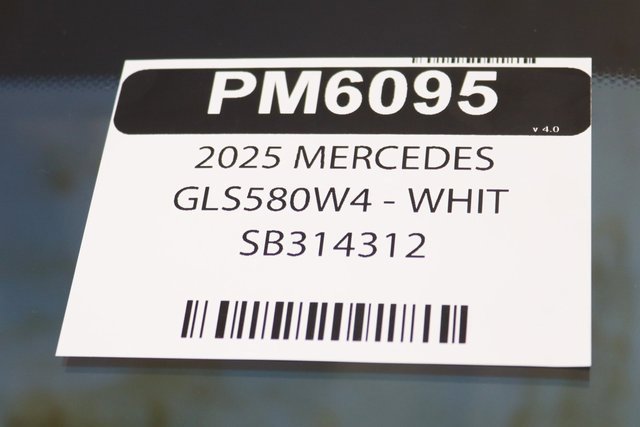 PM6095
v 4.0
2025 MERCEDES
GLS580W4 - WHIT
SB314312